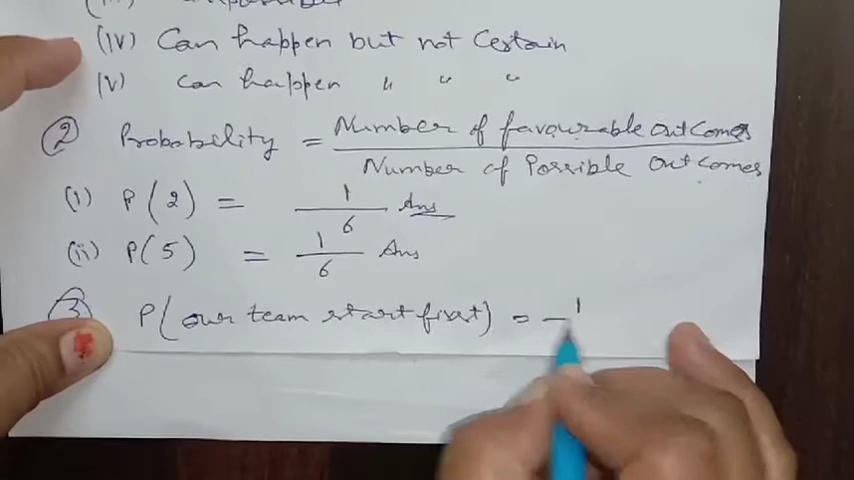 (iv) Can happen but not Certain
(v) can happen " " "
② Probability = Number of favourable outcomes
Number of Possible Outcomes
(i) P(2) = 1/6 Ans
(ii) P(5) = 1/6 Ans
③ P(our team start first) = 1